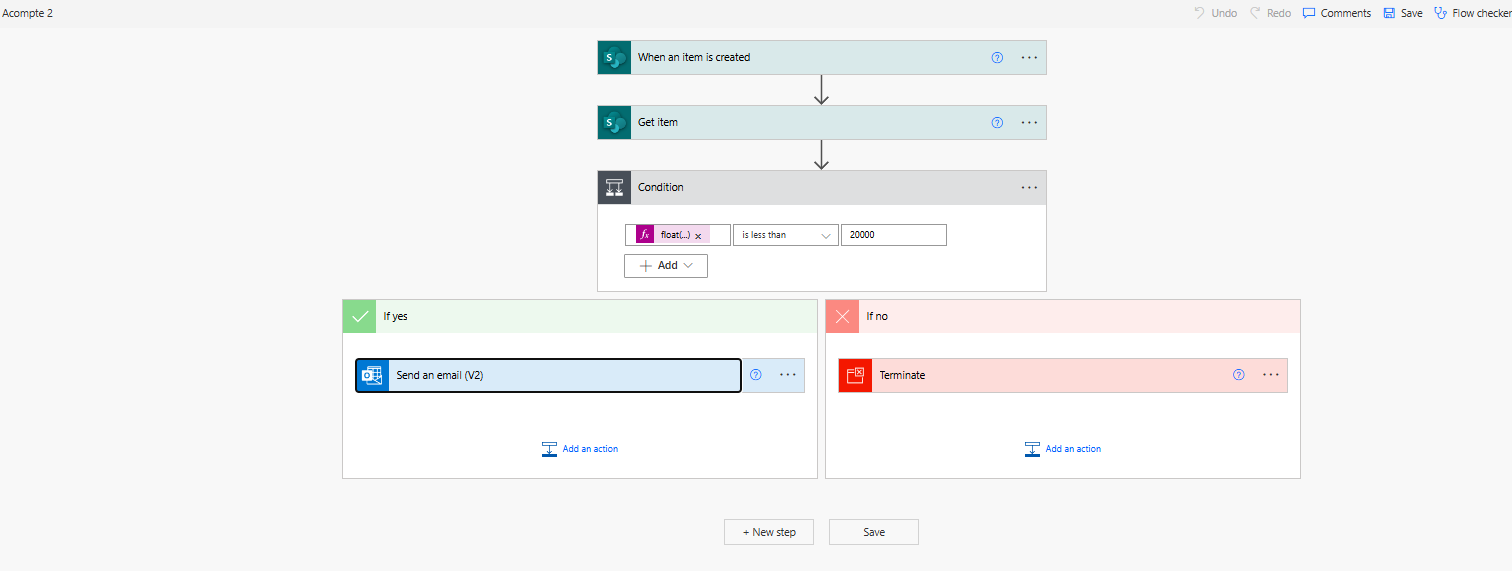 Acompte 2
Undo Redo Comments Save Flow checker
S When an item is created ? ...
S Get item ? ...
Condition ...
fx float(...) x is less than 20000
+ Add
If yes
If no
Send an email (V2) ? ...
Terminate ? ...
Add an action
Add an action
+ New step Save